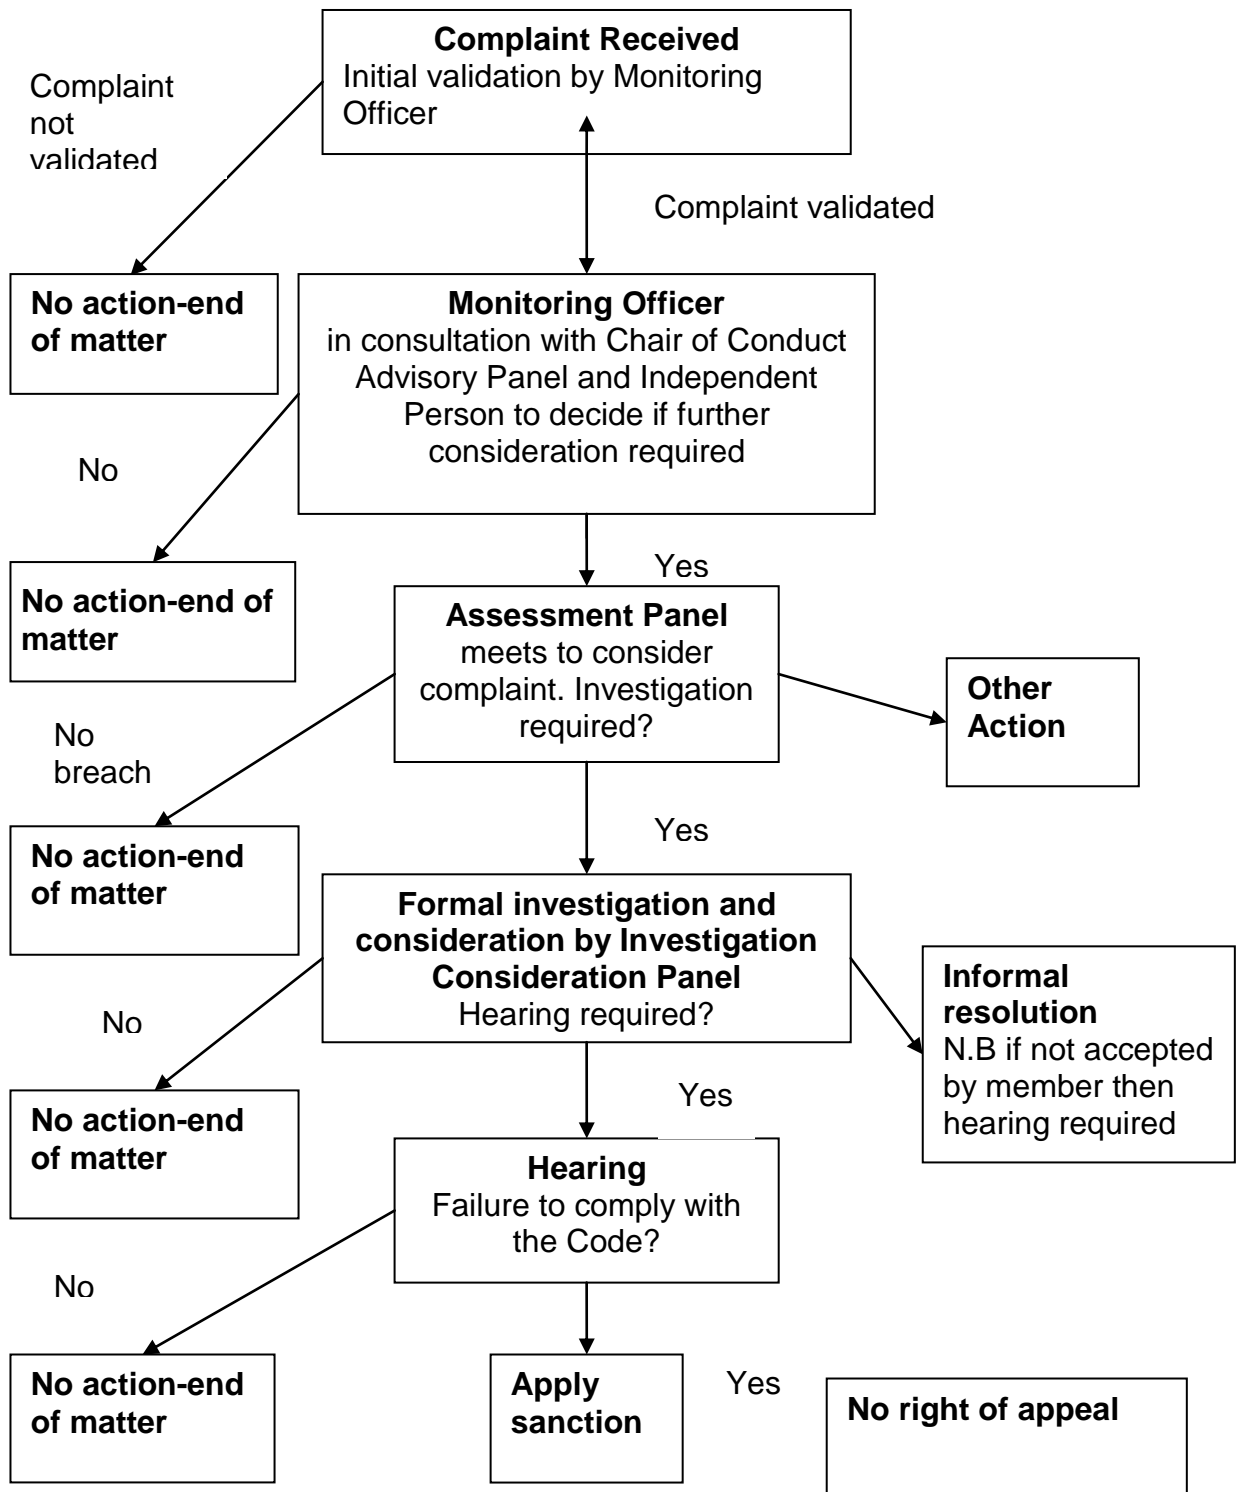 Complaint Received
Initial validation by Monitoring
Officer
Complaint
not
validated
Complaint validated
No action-end
of matter
Monitoring Officer
in consultation with Chair of Conduct
Advisory Panel and Independent
Person to decide if further
consideration required
No
Yes
No action-end of
matter
Assessment Panel
meets to consider
complaint. Investigation
required?
Other
Action
No
breach
Yes
No action-end
of matter
Formal investigation and
consideration by Investigation
Consideration Panel
Hearing required?
Informal
resolution
N.B if not accepted
by member then
hearing required
No
Yes
No action-end
of matter
Hearing
Failure to comply with
the Code?
No
No action-end
of matter
Apply
sanction
Yes
No right of appeal